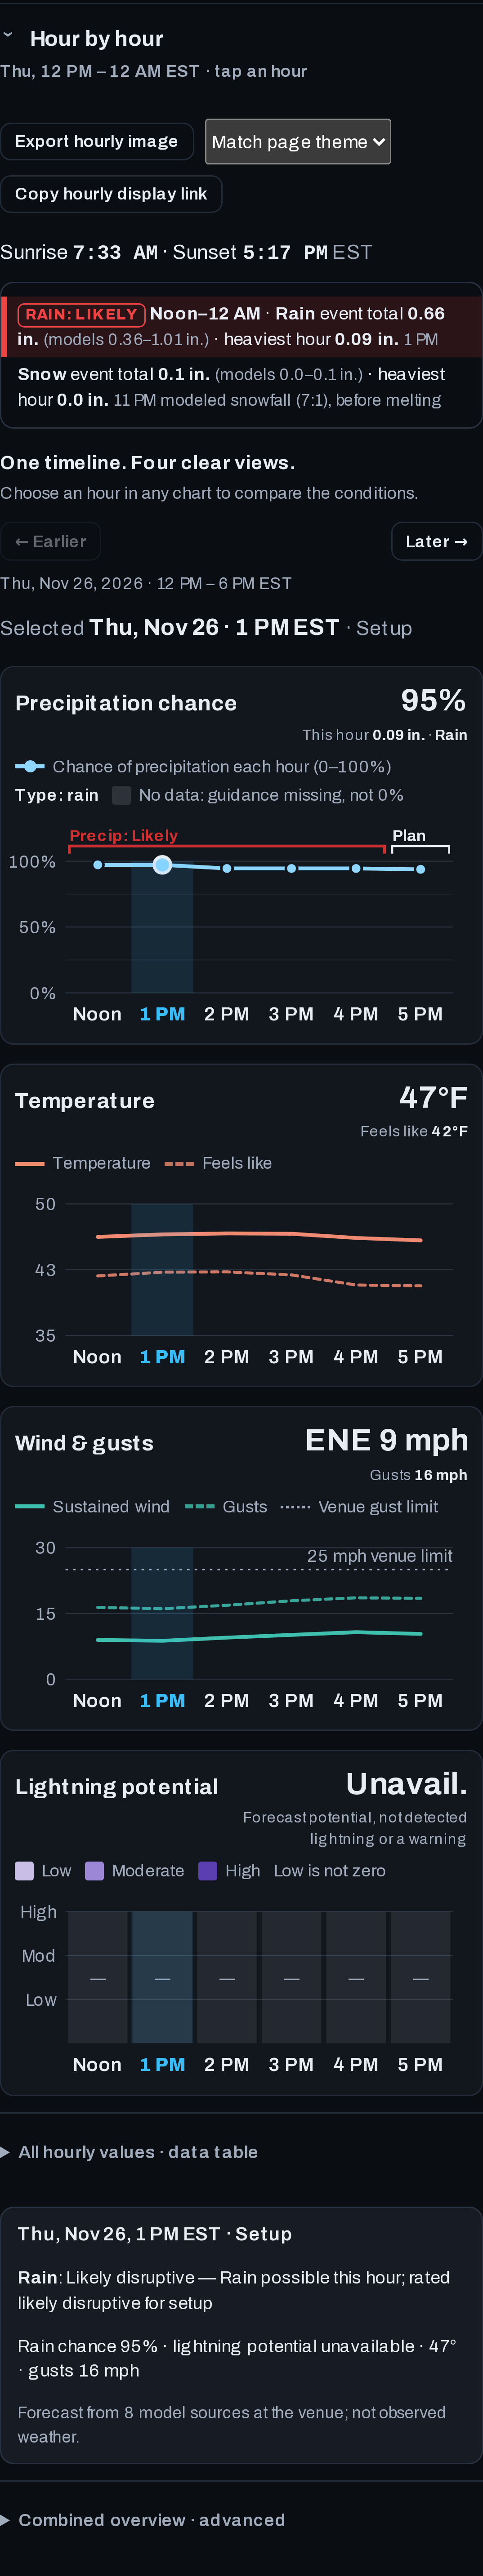 Hour by hour
Thu, 12 PM – 12 AM EST · tap an hour
Export hourly image
Match page theme
Copy hourly display link
Sunrise 7:33 AM · Sunset 5:17 PM EST
RAIN: LIKELY Noon–12 AM · Rain event total 0.66
in. (models 0.36–1.01 in.) · heaviest hour 0.09 in. 1 PM
Snow event total 0.1 in. (models 0.0–0.1 in.) · heaviest
hour 0.0 in. 11 PM modeled snowfall (7:1), before melting
One timeline. Four clear views.
Choose an hour in any chart to compare the conditions.
← Earlier
Later →
Thu, Nov 26, 2026 · 12 PM – 6 PM EST
Selected Thu, Nov 26 · 1 PM EST · Setup
Precipitation chance
95%
This hour 0.09 in. · Rain
Chance of precipitation each hour (0–100%)
Type: rain No data: guidance missing, not 0%
Precip: Likely
Plan
100%
50%
0%
Noon 1 PM 2 PM 3 PM 4 PM 5 PM
Temperature
47°F
Feels like 42°F
Temperature Feels like
50
43
35
Noon 1 PM 2 PM 3 PM 4 PM 5 PM
Wind & gusts
ENE 9 mph
Gusts 16 mph
Sustained wind Gusts Venue gust limit
30
25 mph venue limit
15
0
Noon 1 PM 2 PM 3 PM 4 PM 5 PM
Lightning potential
Unavail.
Forecast potential, not detected
lightning or a warning
Low Moderate High Low is not zero
High
Mod
— — — — — —
Low
Noon 1 PM 2 PM 3 PM 4 PM 5 PM
All hourly values · data table
Thu, Nov 26, 1 PM EST · Setup
Rain: Likely disruptive — Rain possible this hour; rated
likely disruptive for setup
Rain chance 95% · lightning potential unavailable · 47°
· gusts 16 mph
Forecast from 8 model sources at the venue; not observed
weather.
Combined overview · advanced